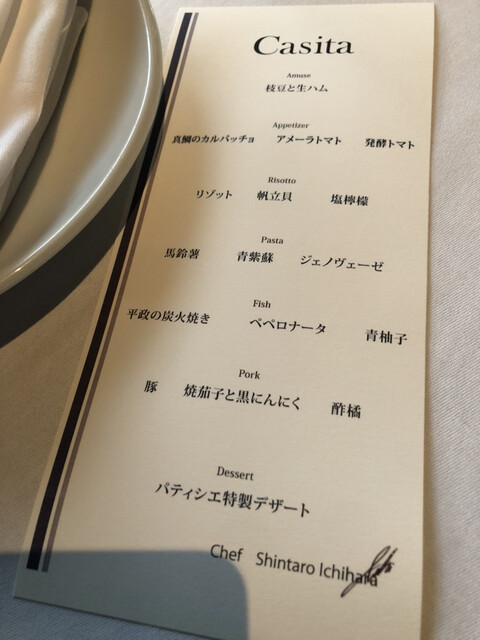 Casita
Amuse
枝豆と生ハム
Appetizer
真鯛のカルパッチョ アメーラトマト 発酵トマト
Risotto
リゾット 帆立貝 塩檸檬
Pasta
馬鈴薯 青紫蘇 ジェノヴェーゼ
Fish
平政の炭火焼き ペペロナータ 青柚子
Pork
豚 焼茄子と黒にんにく 酢橘
Dessert
パティシエ特製デザート
Chef Shintaro Ichihara